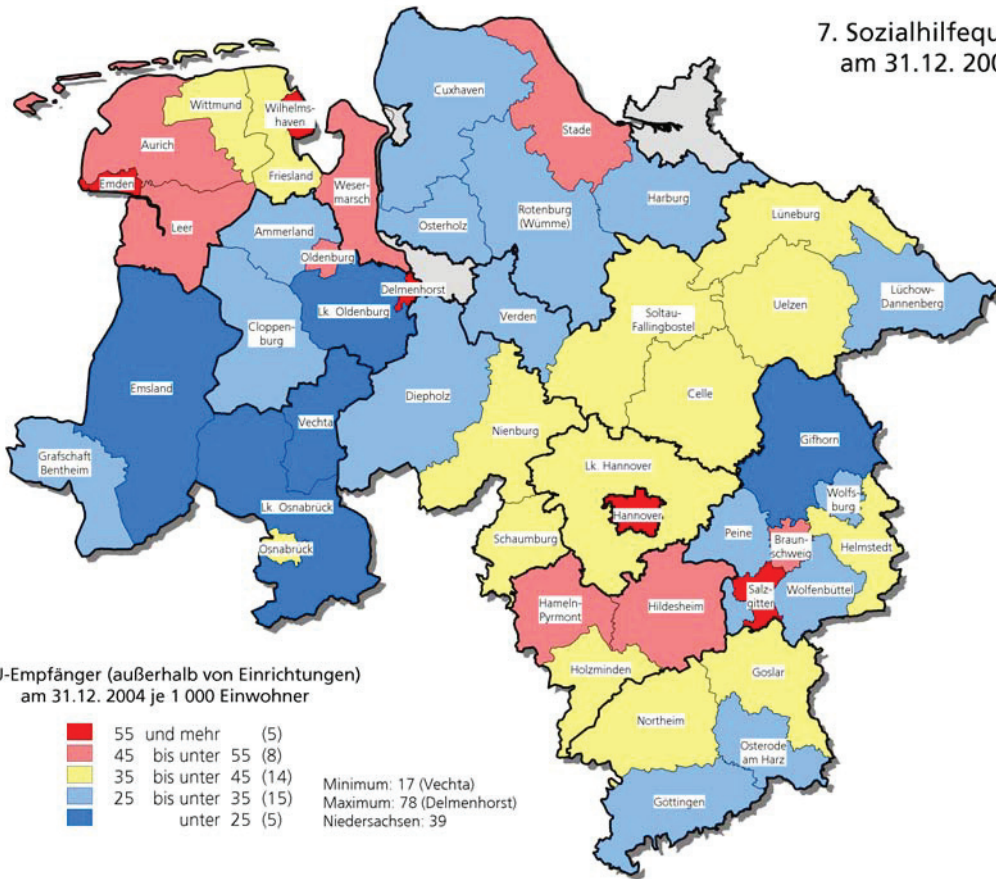 7. Sozialhilfequ
am 31.12. 200
Cuxhaven
Wittmund
Wilhelms-
haven
Stade
Aurich
Emden
Friesland
Weser-
marsch
Harburg
Lüneburg
Leer
Ammerland
Osterholz
Rotenburg
(Wümme)
Oldenburg
Delmenhorst
Lk. Oldenburg
Lüchow-
Dannenberg
Uelzen
Verden
Soltau-
Fallingbostel
Cloppen-
burg
Emsland
Diepholz
Celle
Vechta
Nienburg
Gifhorn
Grafschaft
Bentheim
Lk. Hannover
Lk. Osnabrück
Wolfs-
burg
Hannover
Peine
Braun-
schweig
Helmstedt
Osnabrück
Schaumburg
Salz-
gitter
Wolfenbüttel
Hameln-
Pyrmont
Hildesheim
Holzminden
Goslar
Northeim
Osterode
am Harz
Göttingen
U-Empfänger (außerhalb von Einrichtungen)
am 31.12. 2004 je 1 000 Einwohner
55 und mehr (5)
45 bis unter 55 (8)
35 bis unter 45 (14)
25 bis unter 35 (15)
unter 25 (5)
Minimum: 17 (Vechta)
Maximum: 78 (Delmenhorst)
Niedersachsen: 39